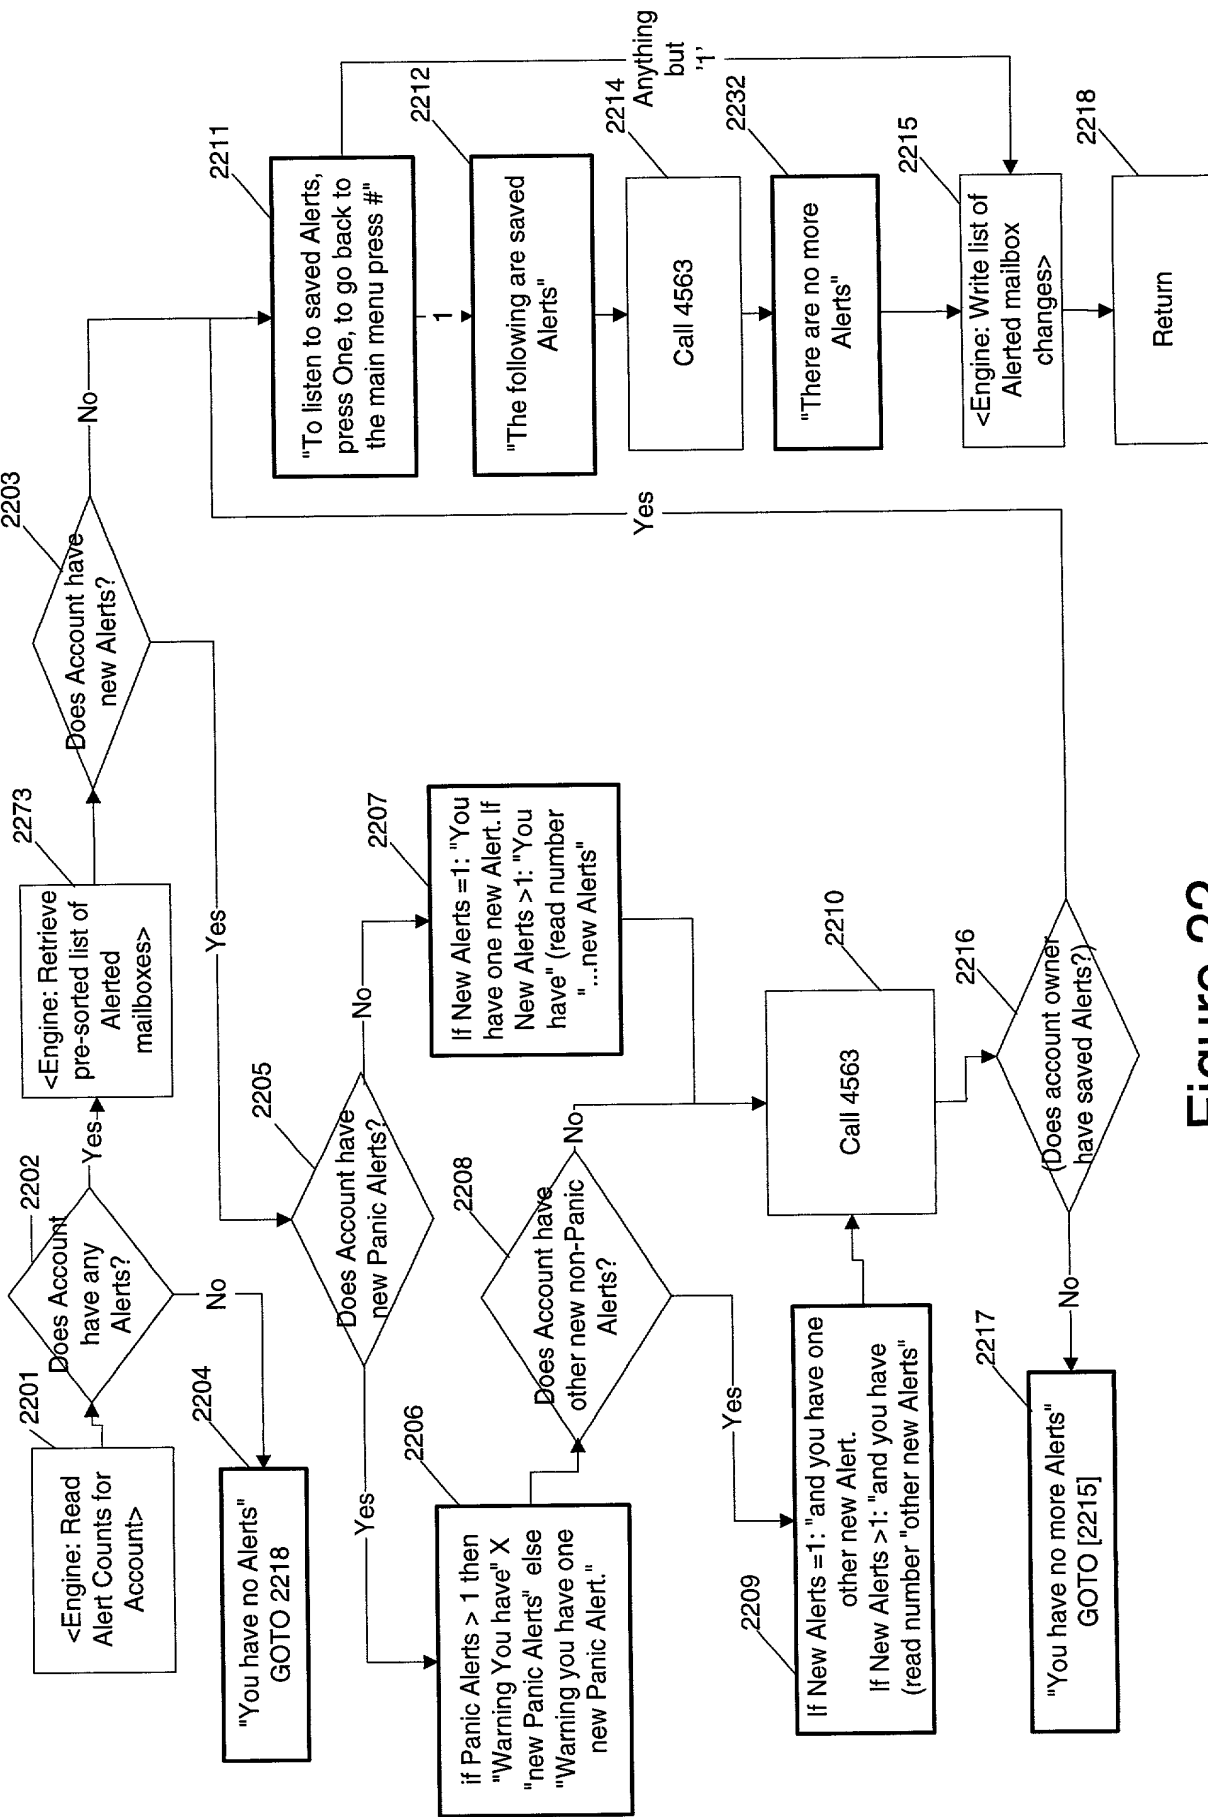 2201
<Engine: Read
Alert Counts for
Account>
2202
Does Account
have any
Alerts?
Yes
No
2204
"You have no Alerts"
GOTO 2218
2273
<Engine: Retrieve
pre-sorted list of
Alerted
mailboxes>
2203
Does Account have
new Alerts?
No
Yes
2205
Does Account have
new Panic Alerts?
No
Yes
2206
if Panic Alerts > 1 then
"Warning You have" X
"new Panic Alerts" else
"Warning you have one
new Panic Alert."
2207
If New Alerts =1: "You
have one new Alert. If
New Alerts >1: "You
have" (read number
"...new Alerts"
2208
Does Account have
other new non-Panic
Alerts?
No
Yes
2209
If New Alerts =1: "and you have one
other new Alert.
If New Alerts >1: "and you have
(read number "other new Alerts"
2210
Call 4563
2216
(Does account owner
have saved Alerts?)
Yes
No
2217
"You have no more Alerts"
GOTO [2215]
2211
"To listen to saved Alerts,
press One, to go back to
the main menu press #"
1
Anything
but
'1'
2212
"The following are saved
Alerts"
2214
Call 4563
2232
"There are no more
Alerts"
2215
<Engine: Write list of
Alerted mailbox
changes>
2218
Return
Figure 22